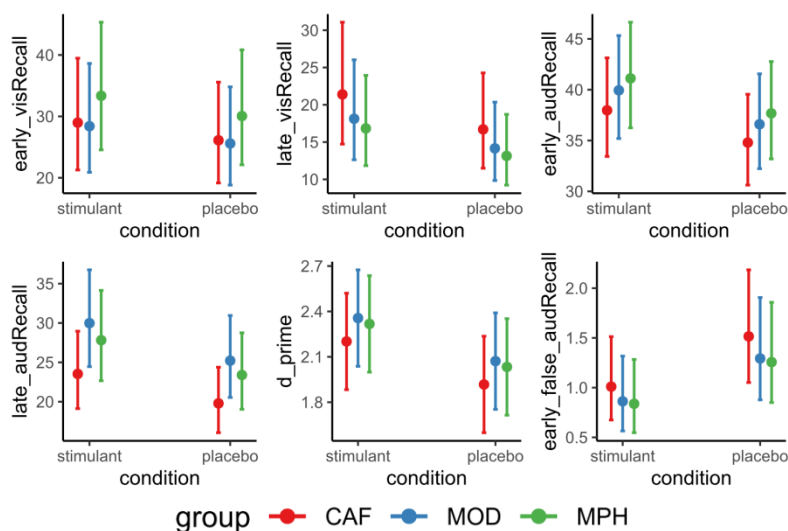 early_visRecall
40
30
20
stimulant placebo
condition
late_visRecall
30
25
20
15
10
stimulant placebo
condition
early_audRecall
45
40
35
30
stimulant placebo
condition
late_audRecall
35
30
25
20
stimulant placebo
condition
d_prime
2.7
2.4
2.1
1.8
stimulant placebo
condition
early_false_audRecall
2.0
1.5
1.0
0.5
stimulant placebo
condition
group CAF MOD MPH